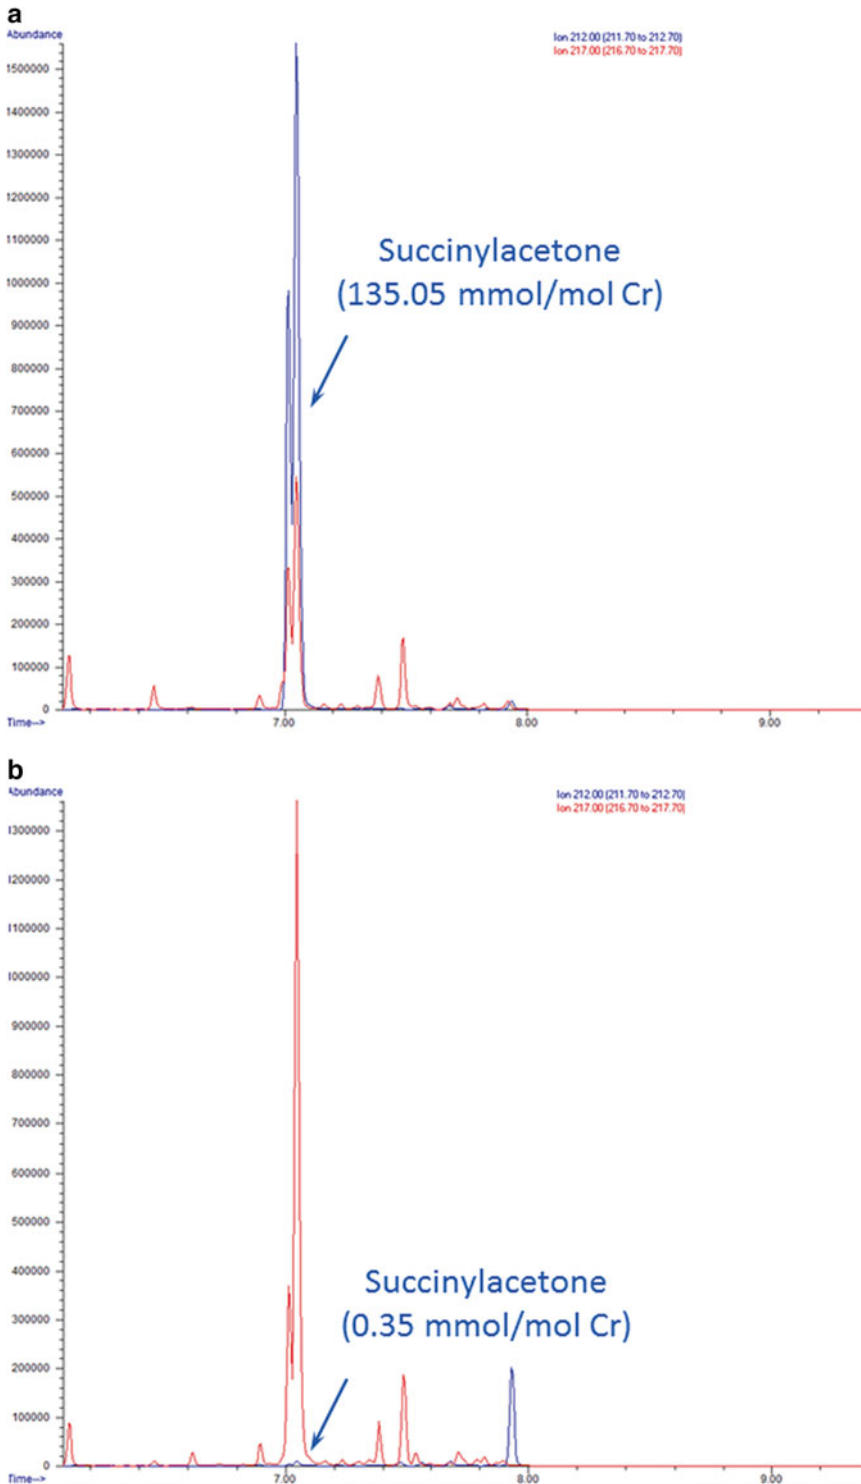 a
Abundance
Ion 212.00 (211.70 to 212.70)
Ion 217.00 (216.70 to 217.70)
1500000
1400000
1300000
1200000
1100000
1000000
900000
800000
700000
600000
500000
400000
300000
200000
100000
0
Succinylacetone
(135.05 mmol/mol Cr)
Time-->
7.00
8.00
9.00
b
Abundance
Ion 212.00 (211.70 to 212.70)
Ion 217.00 (216.70 to 217.70)
1300000
1200000
1100000
1000000
900000
800000
700000
600000
500000
400000
300000
200000
100000
0
Succinylacetone
(0.35 mmol/mol Cr)
Time-->
7.00
8.00
9.00